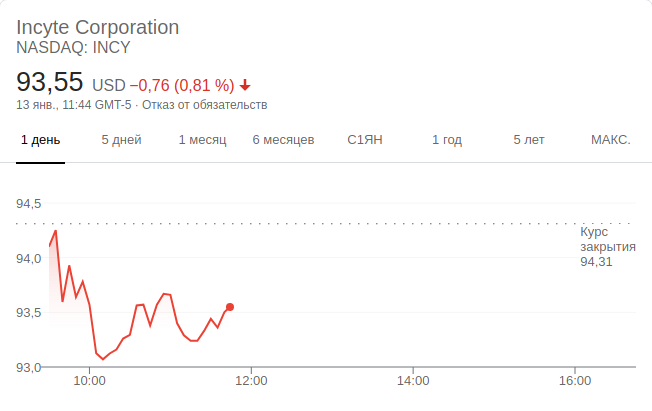 Incyte Corporation
NASDAQ: INCY
93,55 USD −0,76 (0,81 %)
13 янв., 11:44 GMT-5 · Отказ от обязательств
1 день 5 дней 1 месяц 6 месяцев С1ЯН 1 год 5 лет МАКС.
94,5
Курс
закрытия
94,31
94,0
93,5
93,0
10:00 12:00 14:00 16:00